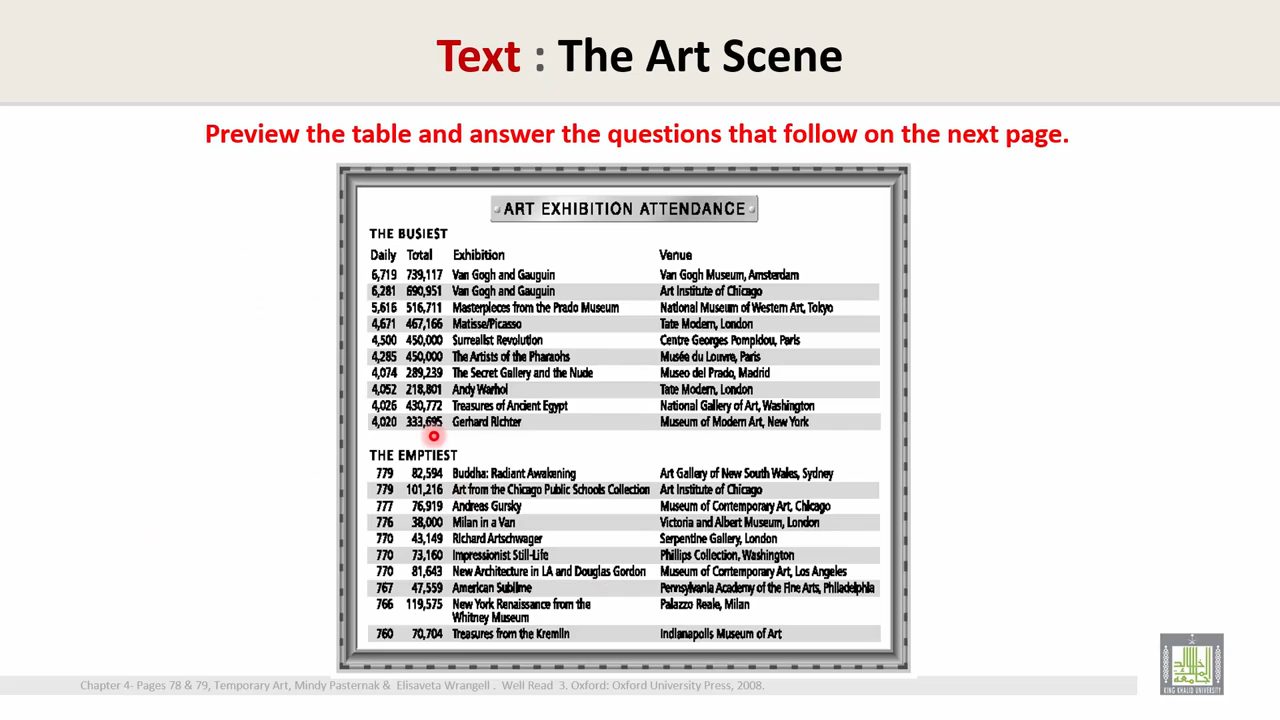 Text : The Art Scene
Preview the table and answer the questions that follow on the next page.
ART EXHIBITION ATTENDANCE
THE BUSIEST
Daily Total Exhibition Venue
6,719 739,117 Van Gogh and Gauguin Van Gogh Museum, Amsterdam
6,281 690,951 Van Gogh and Gauguin Art Institute of Chicago
5,616 516,711 Masterpieces from the Prado Museum National Museum of Western Art, Tokyo
4,671 467,166 Matisse/Picasso Tate Modern, London
4,500 450,000 Surrealist Revolution Centre Georges Pompidou, Paris
4,285 450,000 The Artists of the Pharaohs Musée du Louvre, Paris
4,074 289,239 The Secret Gallery and the Nude Museo del Prado, Madrid
4,052 218,801 Andy Warhol Tate Modern, London
4,026 430,772 Treasures of Ancient Egypt National Gallery of Art, Washington
4,020 333,695 Gerhard Richter Museum of Modern Art, New York
THE EMPTIEST
779 82,594 Buddha: Radiant Awakening Art Gallery of New South Wales, Sydney
779 101,216 Art from the Chicago Public Schools Collection Art Institute of Chicago
777 76,919 Andreas Gursky Museum of Contemporary Art, Chicago
776 38,000 Milan in a Van Victoria and Albert Museum, London
770 43,149 Richard Artschwager Serpentine Gallery, London
770 73,160 Impressionist Still-Life Phillips Collection, Washington
770 81,643 New Architecture in LA and Douglas Gordon Museum of Contemporary Art, Los Angeles
767 47,559 American Sublime Pennsylvania Academy of the Fine Arts, Philadelphia
766 119,575 New York Renaissance from the Palazzo Reale, Milan
Whitney Museum
760 70,704 Treasures from the Kremlin Indianapolis Museum of Art
Chapter 4- Pages 78 & 79, Temporary Art, Mindy Pasternak & Elisaveta Wrangell . Well Read 3. Oxford: Oxford University Press, 2008.
KING KHALID UNIVERSITY